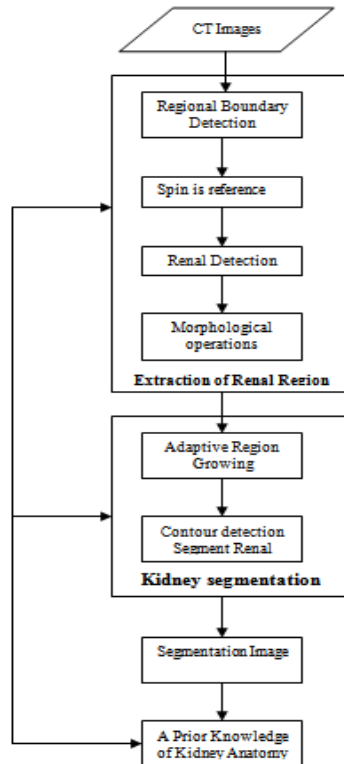 CT Images
Regional Boundary
Detection
Spin is reference
Renal Detection
Morphological
operations
Extraction of Renal Region
Adaptive Region
Growing
Contour detection
Segment Renal
Kidney segmentation
Segmentation Image
A Prior Knowledge
of Kidney Anatomy